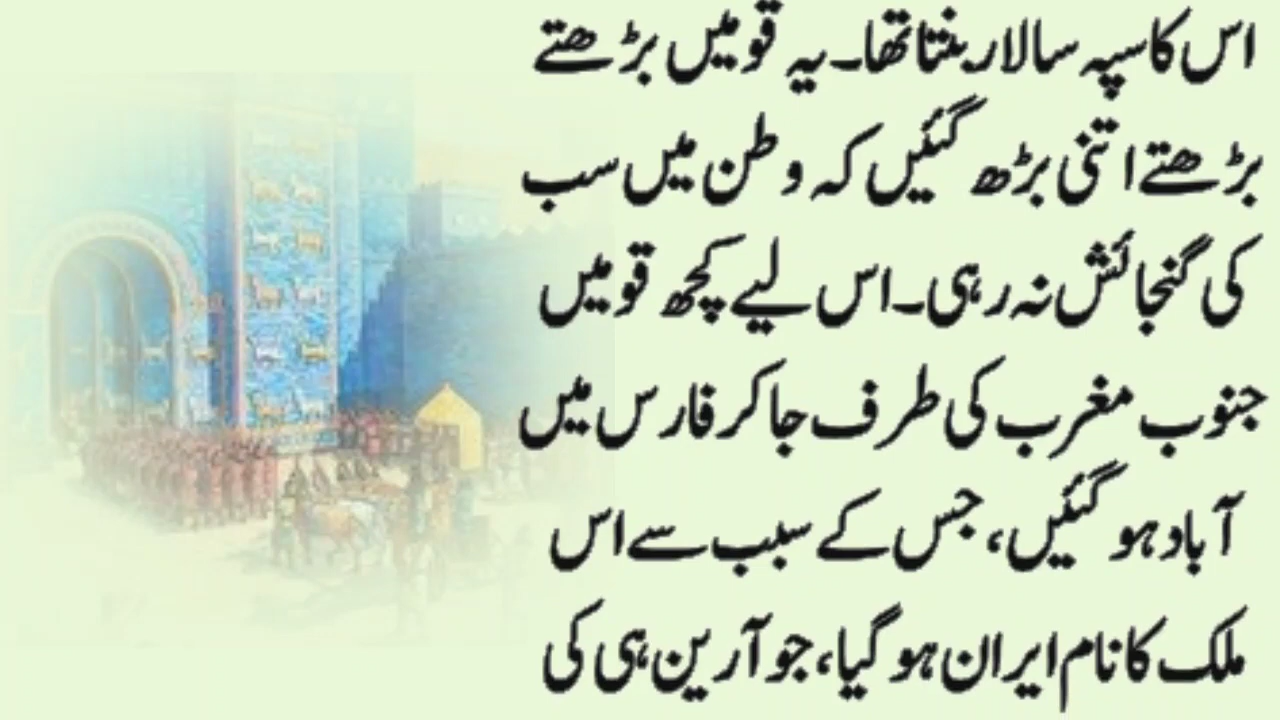 اس کا سپہ سالار بنتا تھا۔ یہ قومیں بڑھتے
بڑھتے اتنی بڑھ گئیں کہ وطن میں سب
کی گنجائش نہ رہی۔ اس لیے کچھ قومیں
جنوب مغرب کی طرف جا کر فارس میں
آباد ہو گئیں، جس کے سبب سے اس
ملک کا نام ایران ہو گیا، جو آرین ہی کی